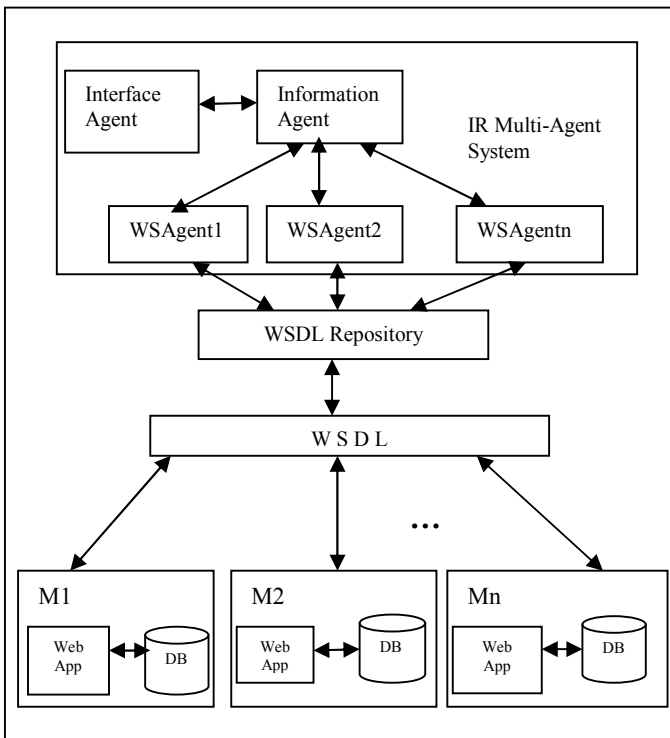 Interface
Agent
Information
Agent
IR Multi-Agent
System
WSAgent1
WSAgent2
WSAgentn
WSDL Repository
W S D L
...
M1
Web
App
DB
M2
Web
App
DB
Mn
Web
App
DB